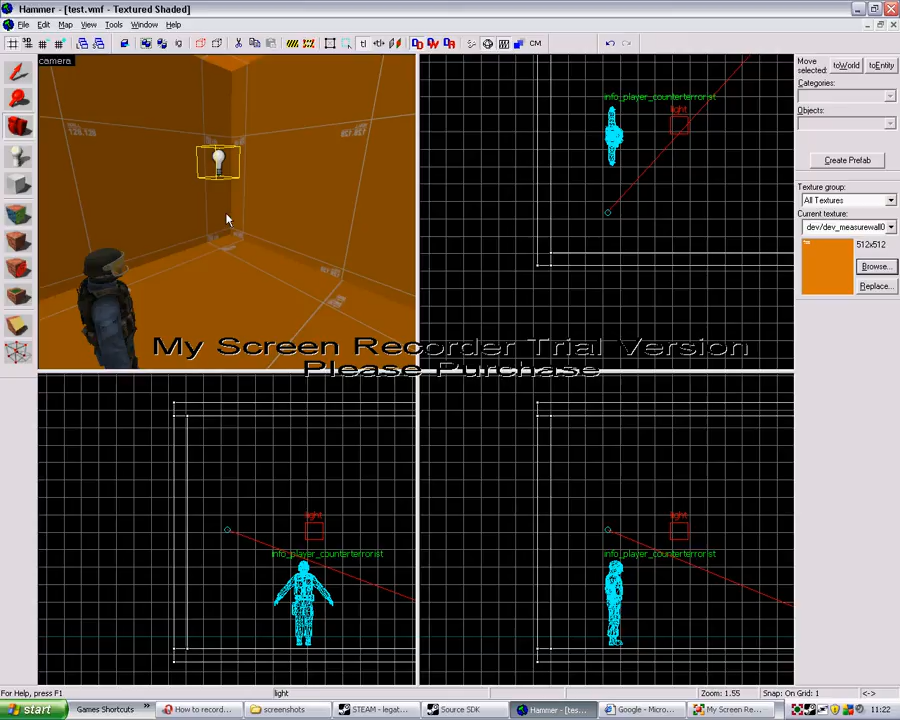 Hammer - [test.vmf - Textured Shaded]
File Edit Map View Tools Window Help
CM
camera
info_player_counterterrorist
light
Move selected:
toWorld
toEntity
Categories:
Objects:
Create Prefab
Texture group:
All Textures
Current texture:
dev/dev_measurewall0
512x512
Browse...
Replace...
My Screen Recorder Trial Version
Please Purchase
light
info_player_counterterrorist
light
info_player_counterterrorist
For Help, press F1
light
Zoom: 1.55
Snap: On Grid: 1
<->
start
Games Shortcuts
»
How to record...
screenshots
STEAM - legat...
Source SDK
Hammer - [tes...
Google - Micro...
My Screen Re...
11:22